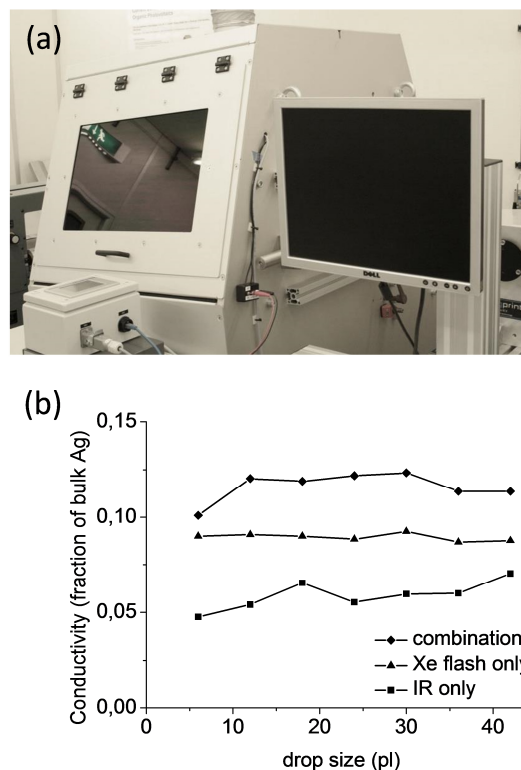 (a)
DELL
(b)
0,15
0,10
0,05
0,00
Conductivity (fraction of bulk Ag)
combination
Xe flash only
IR only
0 10 20 30 40
drop size (pl)